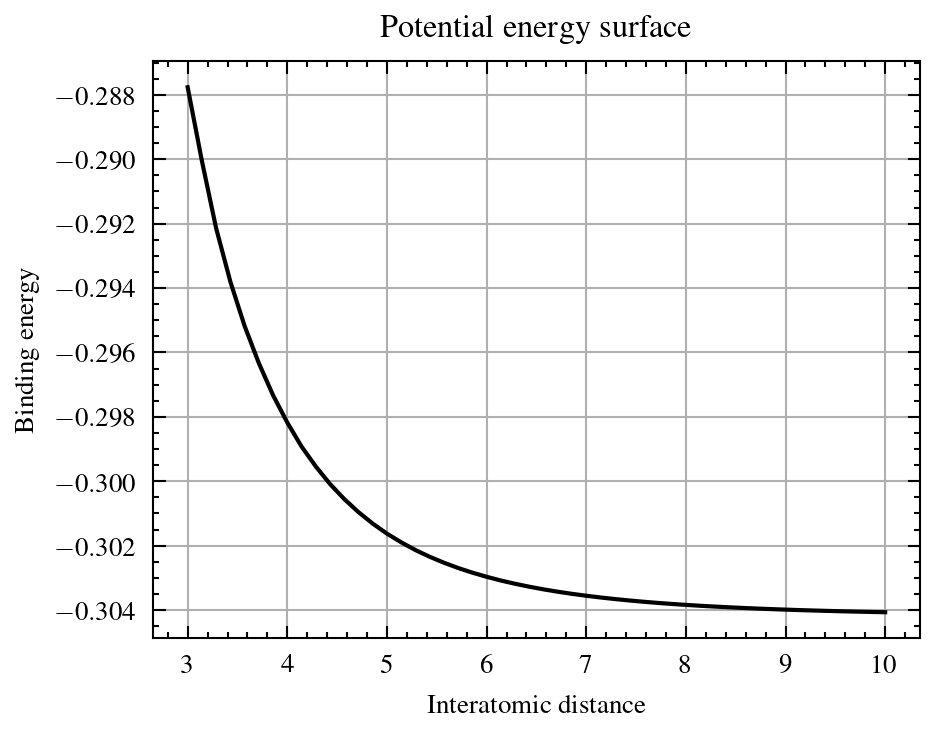 Potential energy surface
Binding energy
−0.288
−0.290
−0.292
−0.294
−0.296
−0.298
−0.300
−0.302
−0.304
3 4 5 6 7 8 9 10
Interatomic distance